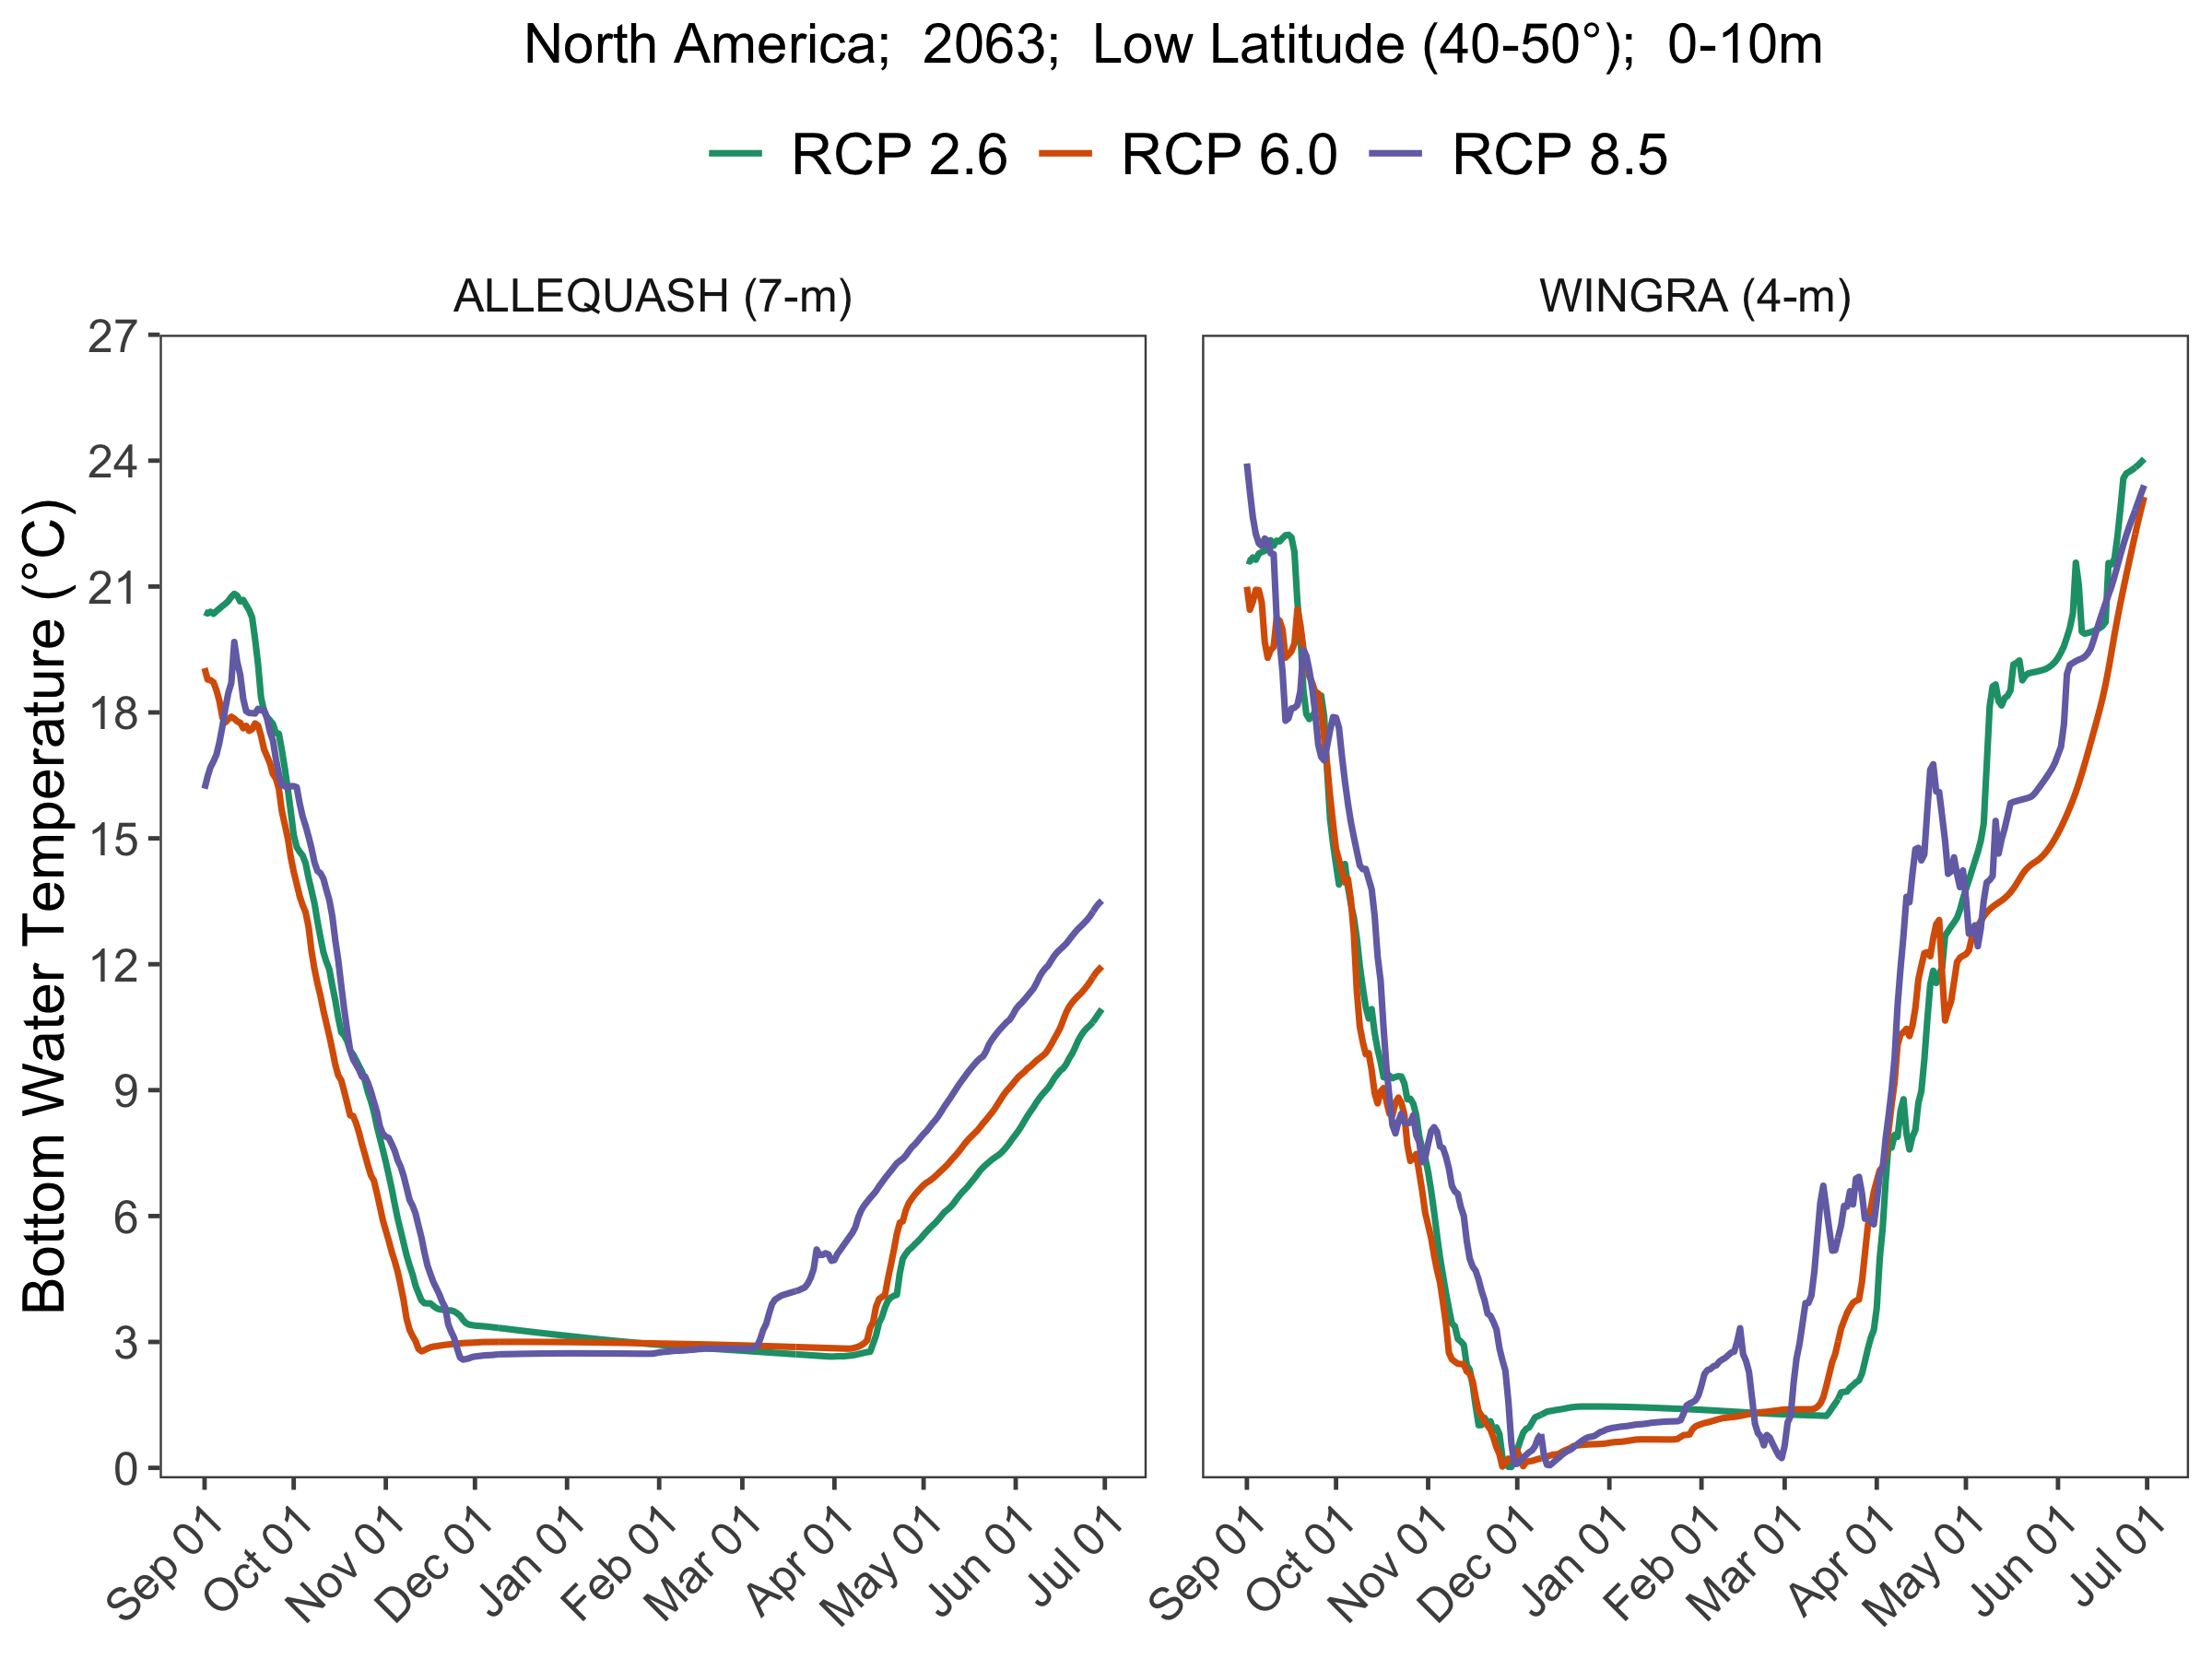 North America;  2063;  Low Latitude (40-50°);  0-10m
RCP 2.6 RCP 6.0 RCP 8.5
ALLEQUASH (7-m) WINGRA (4-m)
Bottom Water Temperature (°C)
27
24
21
18
15
12
9
6
3
0
Sep 01 Oct 01 Nov 01 Dec 01 Jan 01 Feb 01 Mar 01 Apr 01 May 01 Jun 01 Jul 01
Sep 01 Oct 01 Nov 01 Dec 01 Jan 01 Feb 01 Mar 01 Apr 01 May 01 Jun 01 Jul 01